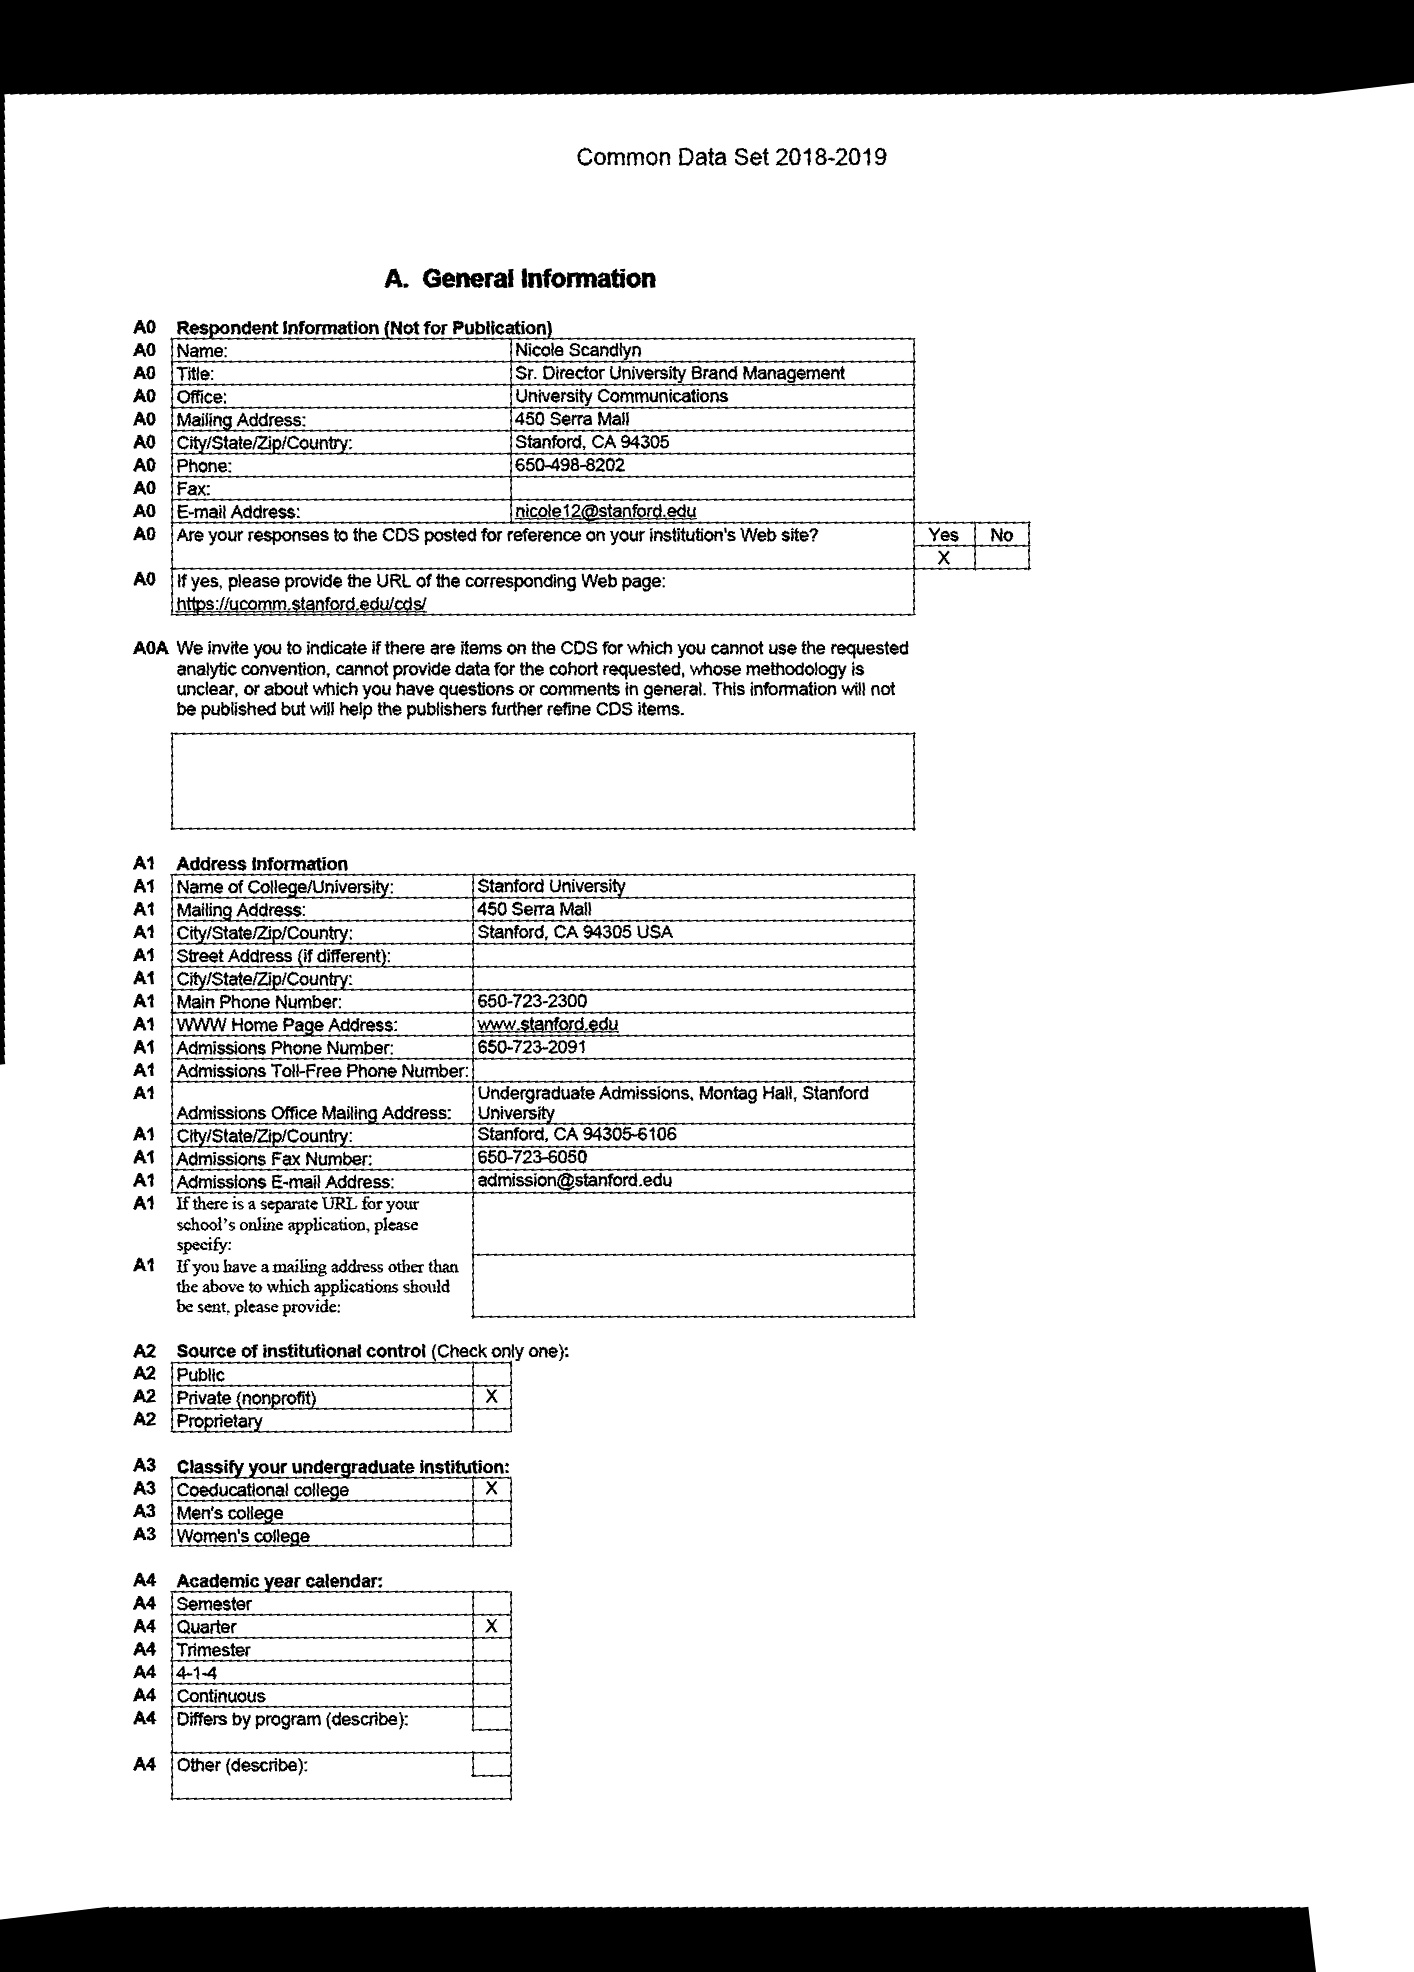 Common Data Set 2018-2019
A. General Information
A0 Respondent Information (Not for Publication)
A0 Name: Nicole Scandlyn
A0 Title: Sr. Director University Brand Management
A0 Office: University Communications
A0 Mailing Address: 450 Serra Mall
A0 City/State/Zip/Country: Stanford, CA 94305
A0 Phone: 650-498-8202
A0 Fax:
A0 E-mail Address: nicole12@stanford.edu
A0 Are your responses to the CDS posted for reference on your institution's Web site? Yes No
X
A0 If yes, please provide the URL of the corresponding Web page:
https://ucomm.stanford.edu/cds/
A0A We invite you to indicate if there are items on the CDS for which you cannot use the requested
analytic convention, cannot provide data for the cohort requested, whose methodology is
unclear, or about which you have questions or comments in general. This information will not
be published but will help the publishers further refine CDS items.
A1 Address Information
A1 Name of College/University: Stanford University
A1 Mailing Address: 450 Serra Mall
A1 City/State/Zip/Country: Stanford, CA 94305 USA
A1 Street Address (if different):
A1 City/State/Zip/Country:
A1 Main Phone Number: 650-723-2300
A1 WWW Home Page Address: www.stanford.edu
A1 Admissions Phone Number: 650-723-2091
A1 Admissions Toll-Free Phone Number:
A1 Undergraduate Admissions, Montag Hall, Stanford
Admissions Office Mailing Address: University
A1 City/State/Zip/Country: Stanford, CA 94305-6106
A1 Admissions Fax Number: 650-723-6050
A1 Admissions E-mail Address: admission@stanford.edu
A1 If there is a separate URL for your
school's online application, please
specify:
A1 If you have a mailing address other than
the above to which applications should
be sent, please provide:
A2 Source of institutional control (Check only one):
A2 Public
A2 Private (nonprofit) X
A2 Proprietary
A3 Classify your undergraduate institution:
A3 Coeducational college X
A3 Men's college
A3 Women's college
A4 Academic year calendar:
A4 Semester
A4 Quarter X
A4 Trimester
A4 4-1-4
A4 Continuous
A4 Differs by program (describe):
A4 Other (describe):